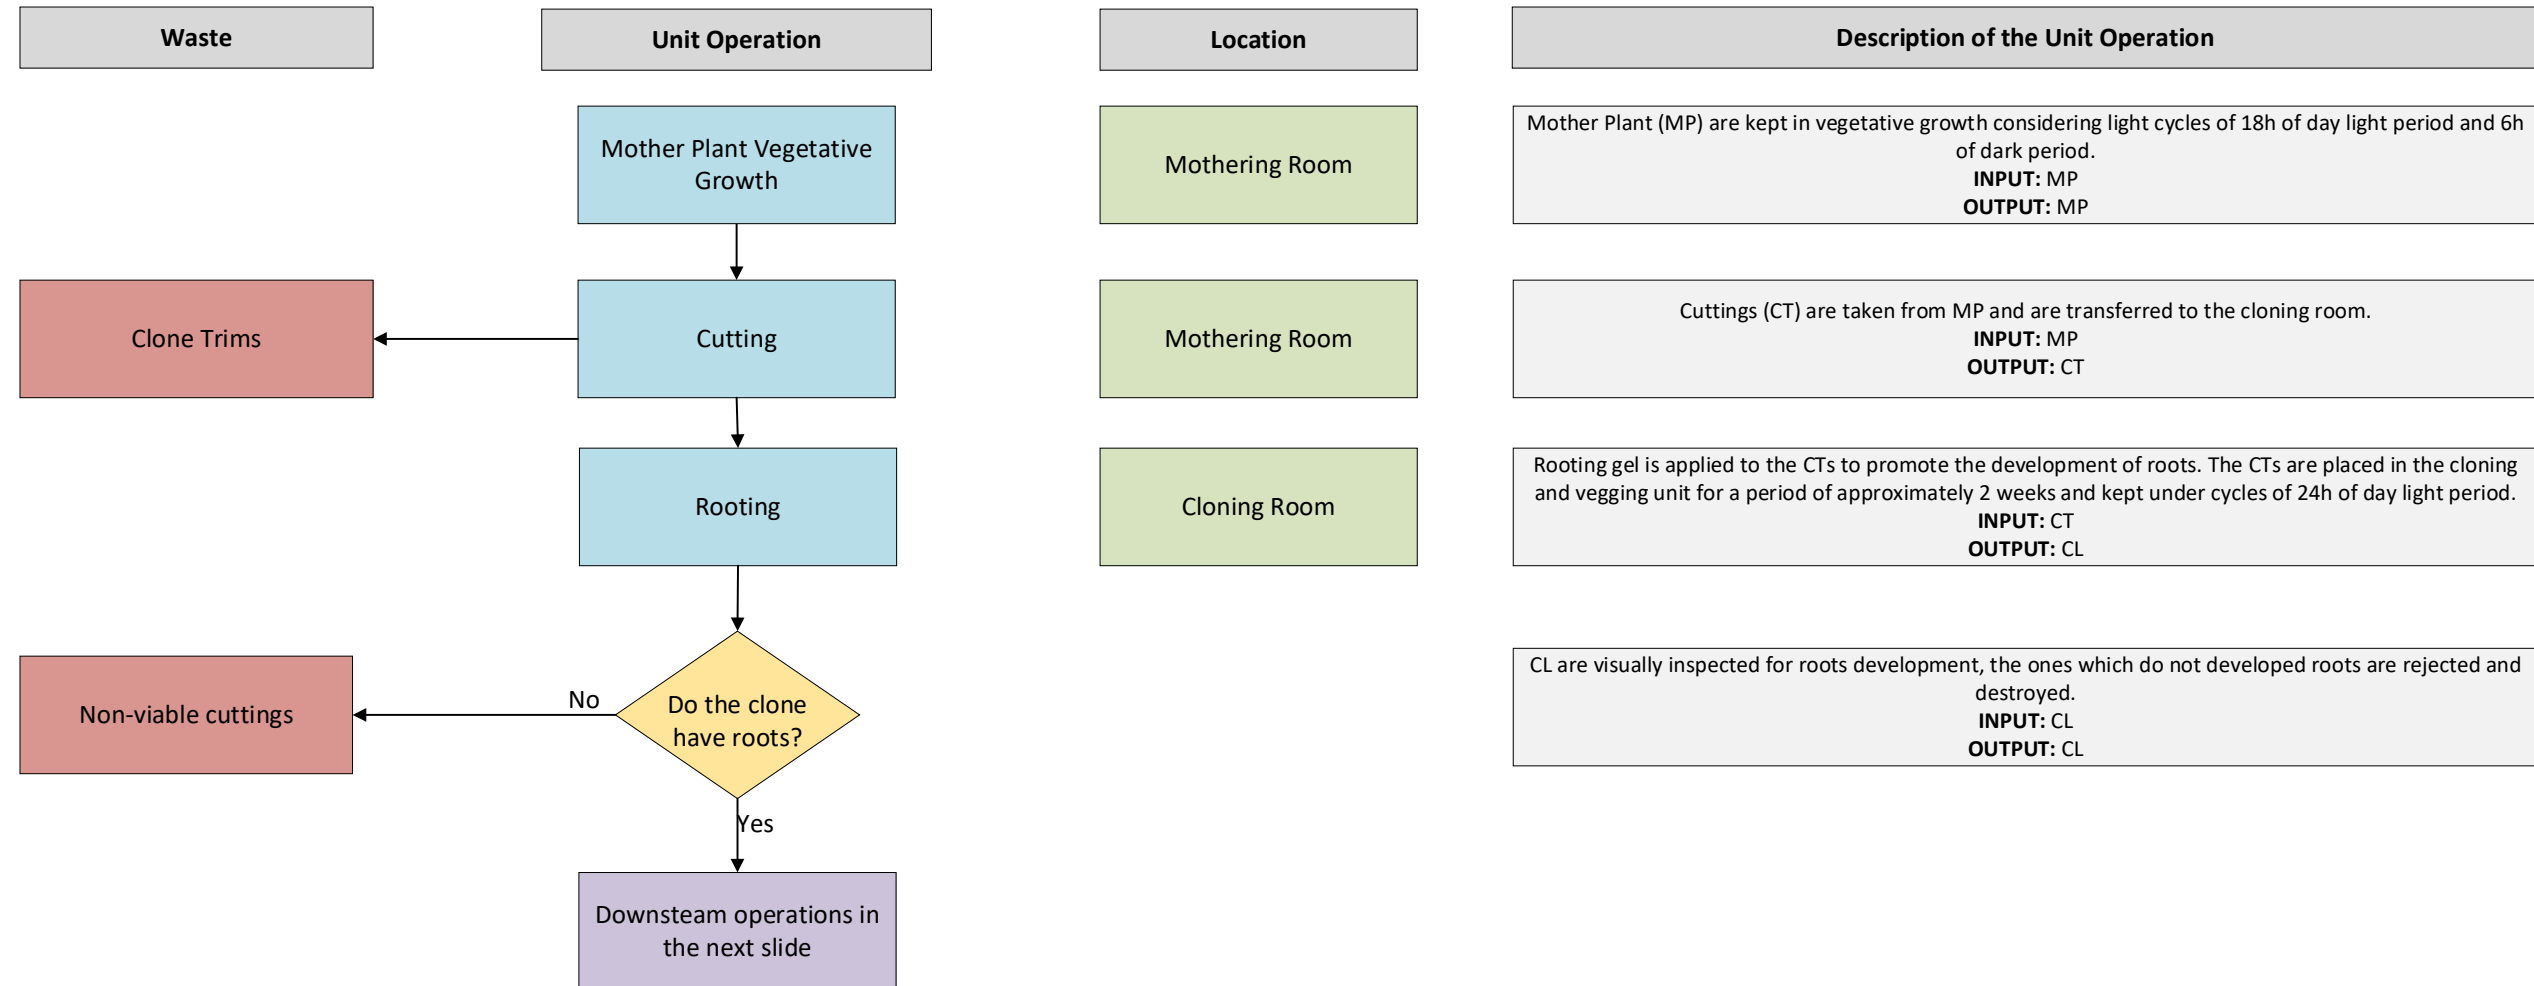 Waste
Unit Operation
Location
Description of the Unit Operation
Mother Plant Vegetative
Growth
Mothering Room
Mother Plant (MP) are kept in vegetative growth considering light cycles of 18h of day light period and 6h
of dark period.
INPUT: MP
OUTPUT: MP
Clone Trims
Cutting
Mothering Room
Cuttings (CT) are taken from MP and are transferred to the cloning room.
INPUT: MP
OUTPUT: CT
Rooting
Cloning Room
Rooting gel is applied to the CTs to promote the development of roots. The CTs are placed in the cloning
and vegging unit for a period of approximately 2 weeks and kept under cycles of 24h of day light period.
INPUT: CT
OUTPUT: CL
Non-viable cuttings
No
Do the clone
have roots?
CL are visually inspected for roots development, the ones which do not developed roots are rejected and
destroyed.
INPUT: CL
OUTPUT: CL
Yes
Downsteam operations in
the next slide